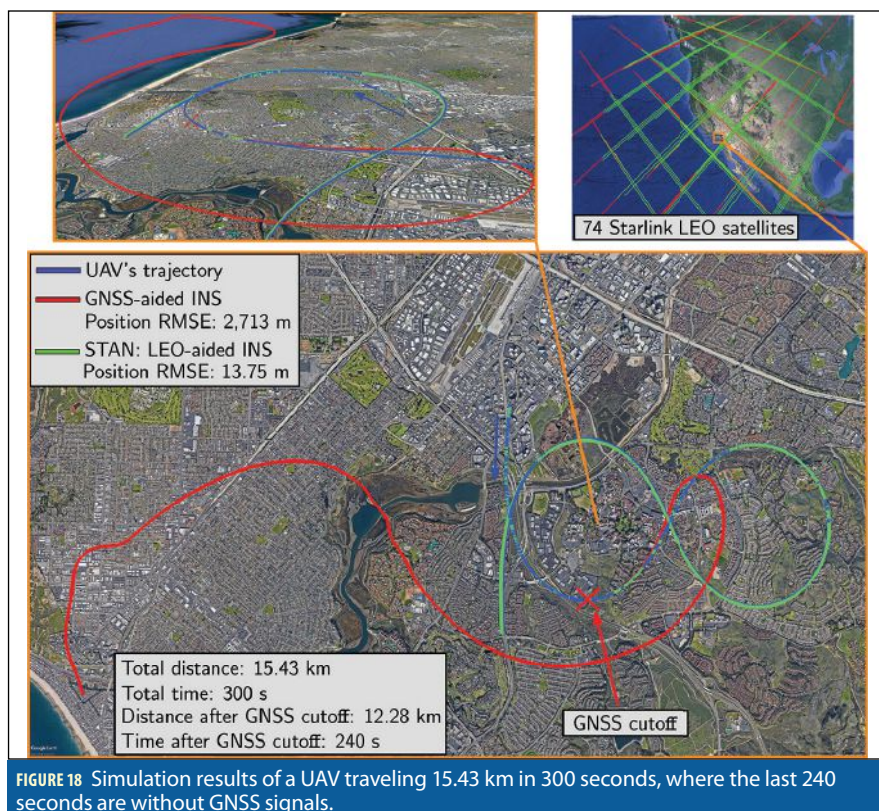 74 Starlink LEO satellites
UAV's trajectory
GNSS-aided INS
Position RMSE: 2,713 m
STAN: LEO-aided INS
Position RMSE: 13.75 m
Total distance: 15.43 km
Total time: 300 s
Distance after GNSS cutoff: 12.28 km
Time after GNSS cutoff: 240 s
GNSS cutoff
Google Earth
FIGURE 18 Simulation results of a UAV traveling 15.43 km in 300 seconds, where the last 240
seconds are without GNSS signals.